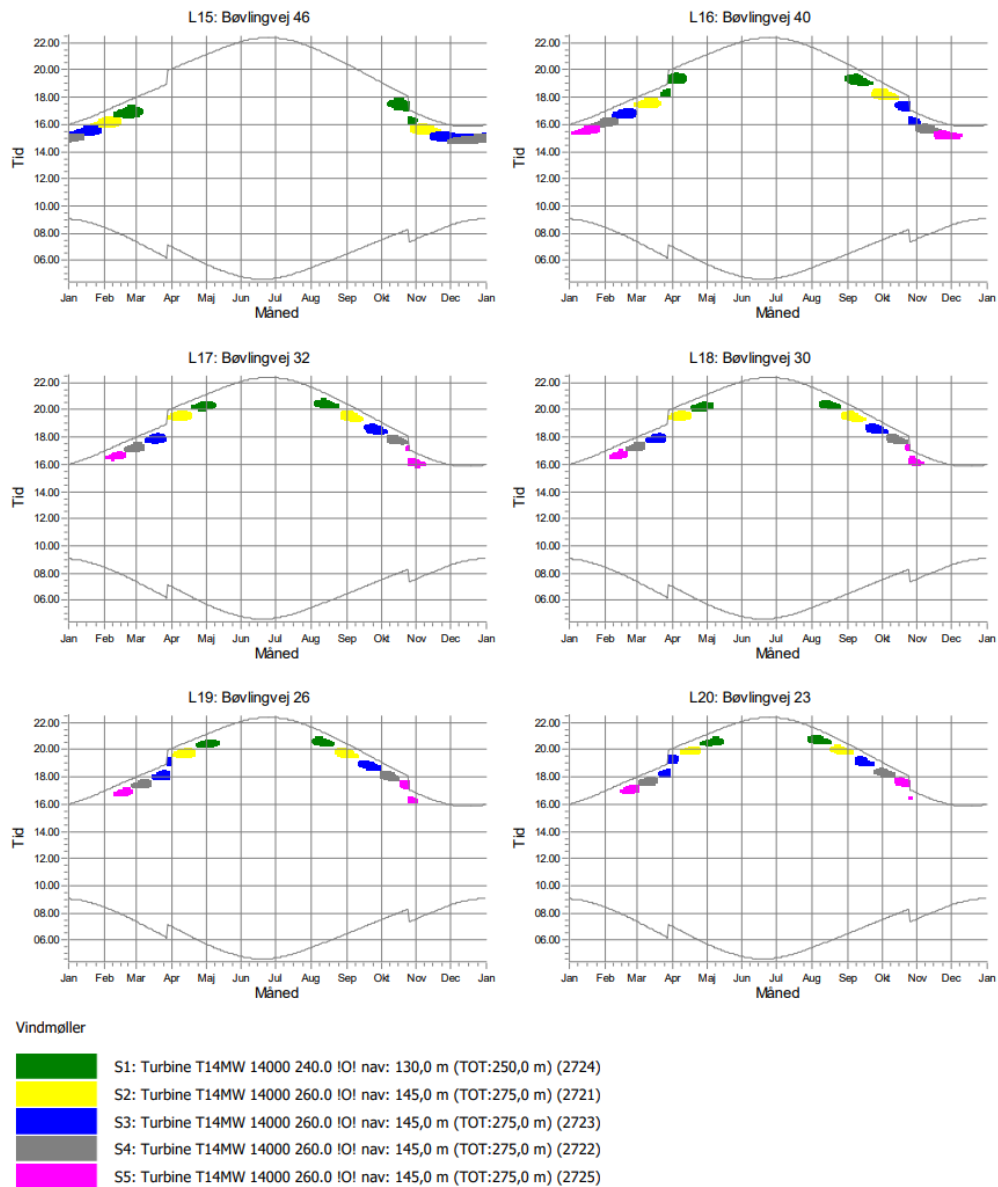 L15: Bøvlingvej 46
22.00
20.00
18.00
16.00
14.00
12.00
10.00
08.00
06.00
Tid
Jan Feb Mar Apr Maj Jun Jul Aug Sep Okt Nov Dec Jan
Måned
L16: Bøvlingvej 40
22.00
20.00
18.00
16.00
14.00
12.00
10.00
08.00
06.00
Tid
Jan Feb Mar Apr Maj Jun Jul Aug Sep Okt Nov Dec Jan
Måned
L17: Bøvlingvej 32
22.00
20.00
18.00
16.00
14.00
12.00
10.00
08.00
06.00
Tid
Jan Feb Mar Apr Maj Jun Jul Aug Sep Okt Nov Dec Jan
Måned
L18: Bøvlingvej 30
22.00
20.00
18.00
16.00
14.00
12.00
10.00
08.00
06.00
Tid
Jan Feb Mar Apr Maj Jun Jul Aug Sep Okt Nov Dec Jan
Måned
L19: Bøvlingvej 26
22.00
20.00
18.00
16.00
14.00
12.00
10.00
08.00
06.00
Tid
Jan Feb Mar Apr Maj Jun Jul Aug Sep Okt Nov Dec Jan
Måned
L20: Bøvlingvej 23
22.00
20.00
18.00
16.00
14.00
12.00
10.00
08.00
06.00
Tid
Jan Feb Mar Apr Maj Jun Jul Aug Sep Okt Nov Dec Jan
Måned
Vindmøller
S1: Turbine T14MW 14000 240.0 !O! nav: 130,0 m (TOT:250,0 m) (2724)
S2: Turbine T14MW 14000 260.0 !O! nav: 145,0 m (TOT:275,0 m) (2721)
S3: Turbine T14MW 14000 260.0 !O! nav: 145,0 m (TOT:275,0 m) (2723)
S4: Turbine T14MW 14000 260.0 !O! nav: 145,0 m (TOT:275,0 m) (2722)
S5: Turbine T14MW 14000 260.0 !O! nav: 145,0 m (TOT:275,0 m) (2725)